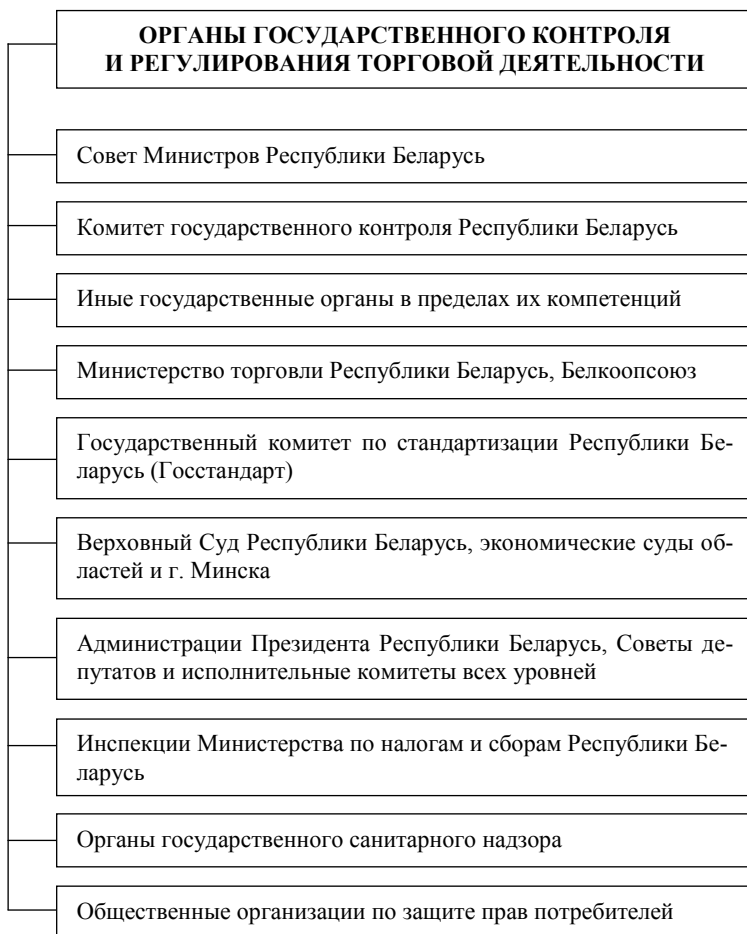 ОРГАНЫ ГОСУДАРСТВЕННОГО КОНТРОЛЯ
И РЕГУЛИРОВАНИЯ ТОРГОВОЙ ДЕЯТЕЛЬНОСТИ
Совет Министров Республики Беларусь
Комитет государственного контроля Республики Беларусь
Иные государственные органы в пределах их компетенций
Министерство торговли Республики Беларусь, Белкоопсоюз
Государственный комитет по стандартизации Республики Бе-
ларусь (Госстандарт)
Верховный Суд Республики Беларусь, экономические суды об-
ластей и г. Минска
Администрации Президента Республики Беларусь, Советы де-
путатов и исполнительные комитеты всех уровней
Инспекции Министерства по налогам и сборам Республики Бе-
ларусь
Органы государственного санитарного надзора
Общественные организации по защите прав потребителей